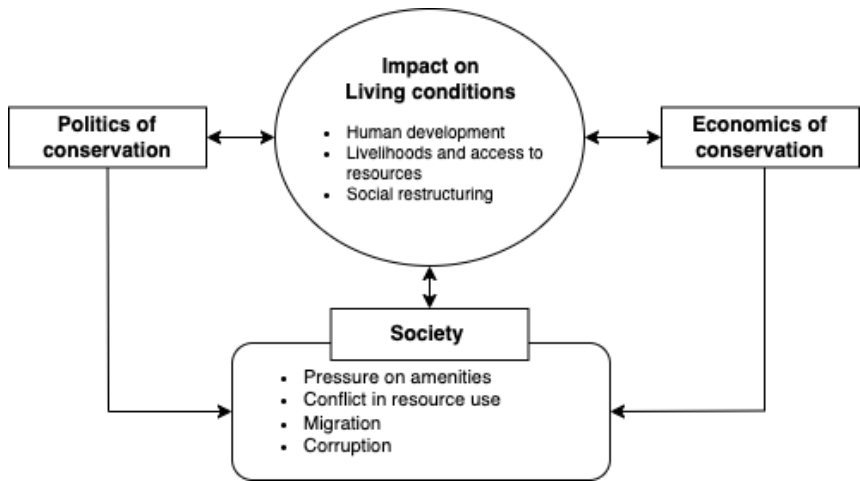 Impact on
Living conditions
• Human development
• Livelihoods and access to
resources
• Social restructuring
Politics of
conservation
Economics of
conservation
Society
• Pressure on amenities
• Conflict in resource use
• Migration
• Corruption